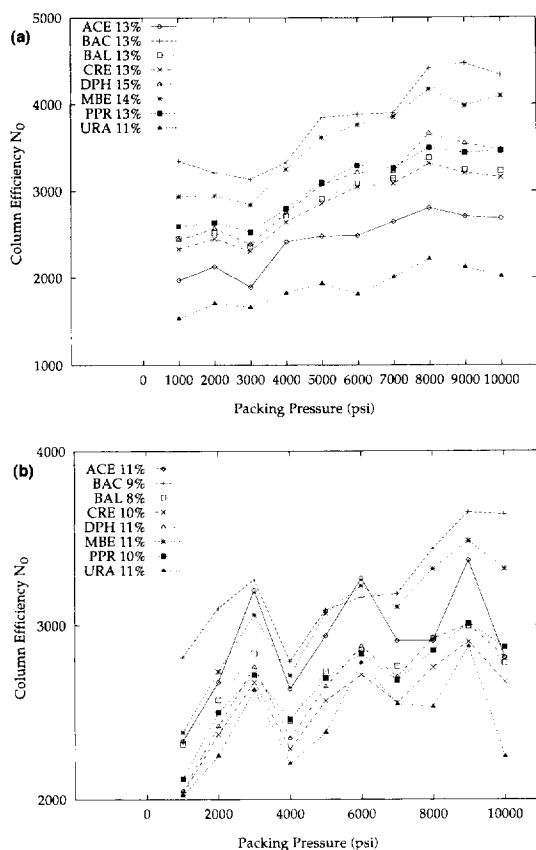 (a)
ACE 13%
BAC 13%
BAL 13%
CRE 13%
DPH 15%
MBE 14%
PPR 13%
URA 11%
5000
4000
3000
2000
1000
Column Efficiency N0
0 1000 2000 3000 4000 5000 6000 7000 8000 9000 10000
Packing Pressure (psi)
(b)
ACE 11%
BAC 9%
BAL 8%
CRE 10%
DPH 11%
MBE 11%
PPR 10%
URA 11%
4000
3000
2000
Column Efficiency N0
0 2000 4000 6000 8000 10000
Packing Pressure (psi)